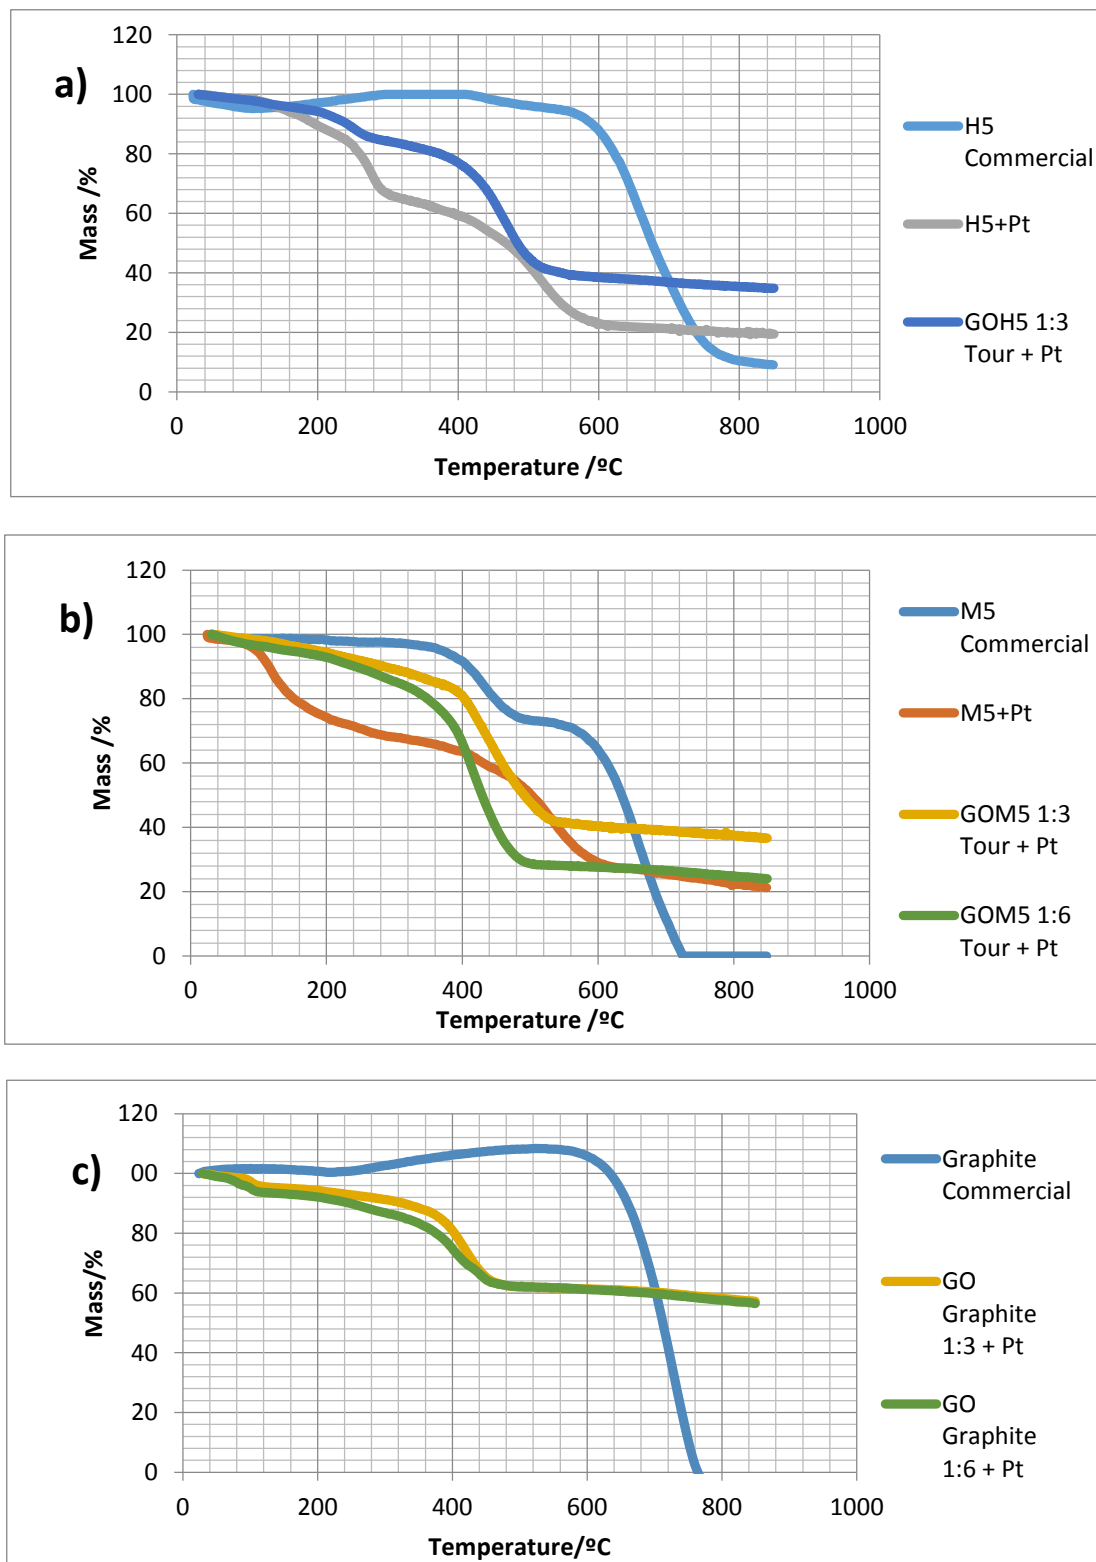 a)
120
100
80
60
40
20
0
Mass /%
0 200 400 600 800 1000
Temperature /ºC
H5
Commercial
H5+Pt
GOH5 1:3
Tour + Pt
b)
120
100
80
60
40
20
0
Mass /%
0 200 400 600 800 1000
Temperature /ºC
M5
Commercial
M5+Pt
GOM5 1:3
Tour + Pt
GOM5 1:6
Tour + Pt
c)
120
00
80
60
40
20
0
Mass/%
0 200 400 600 800 1000
Temperature/ºC
Graphite
Commercial
GO
Graphite
1:3 + Pt
GO
Graphite
1:6 + Pt